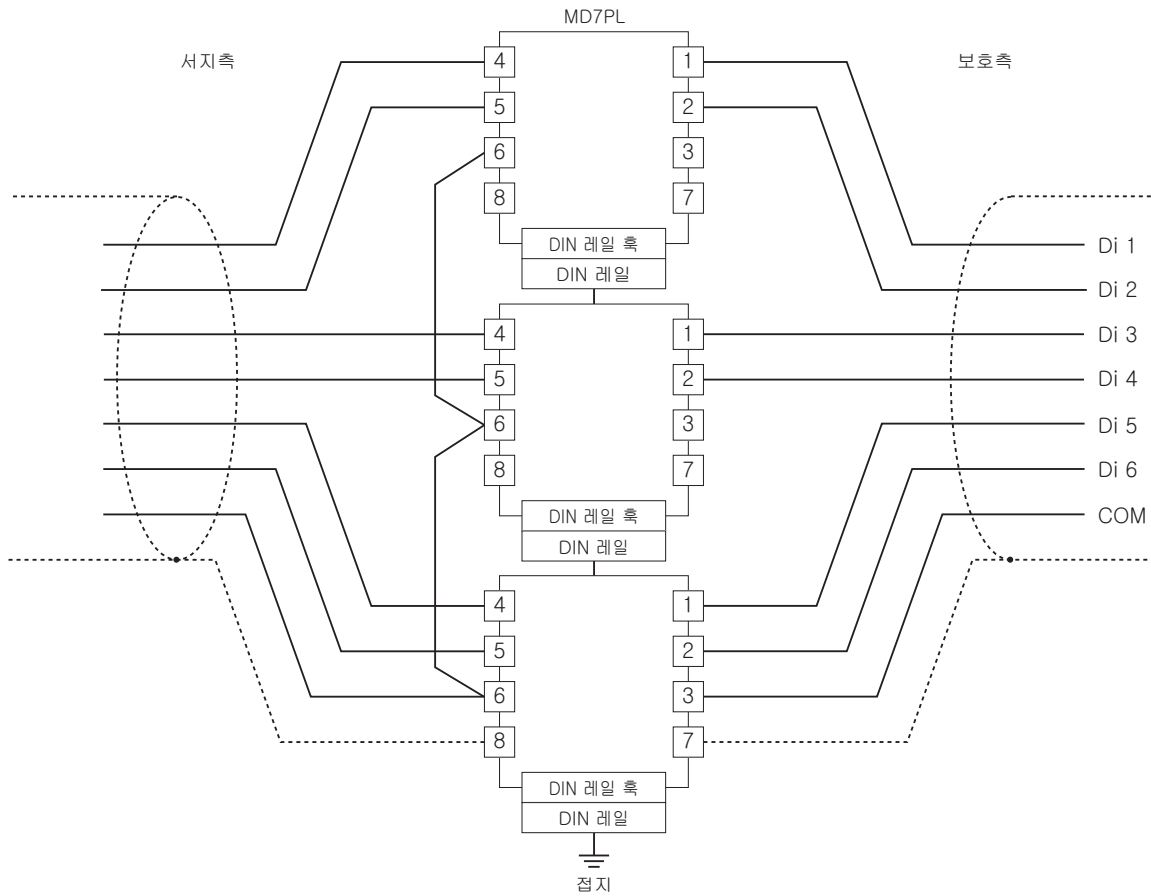 MD7PL
서지측
보호측
4 1
5 2
6 3
8 7
DIN 레일 훅
DIN 레일
Di 1
Di 2
4 1
Di 3
5 2
Di 4
6 3
Di 5
8 7
Di 6
DIN 레일 훅
COM
DIN 레일
4 1
5 2
6 3
8 7
DIN 레일 훅
DIN 레일
접지